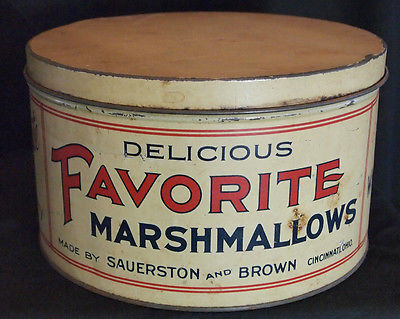 DELICIOUS
FAVORITE
MARSHMALLOWS
MADE BY SAUERSTON AND BROWN CINCINNATI, OHIO.